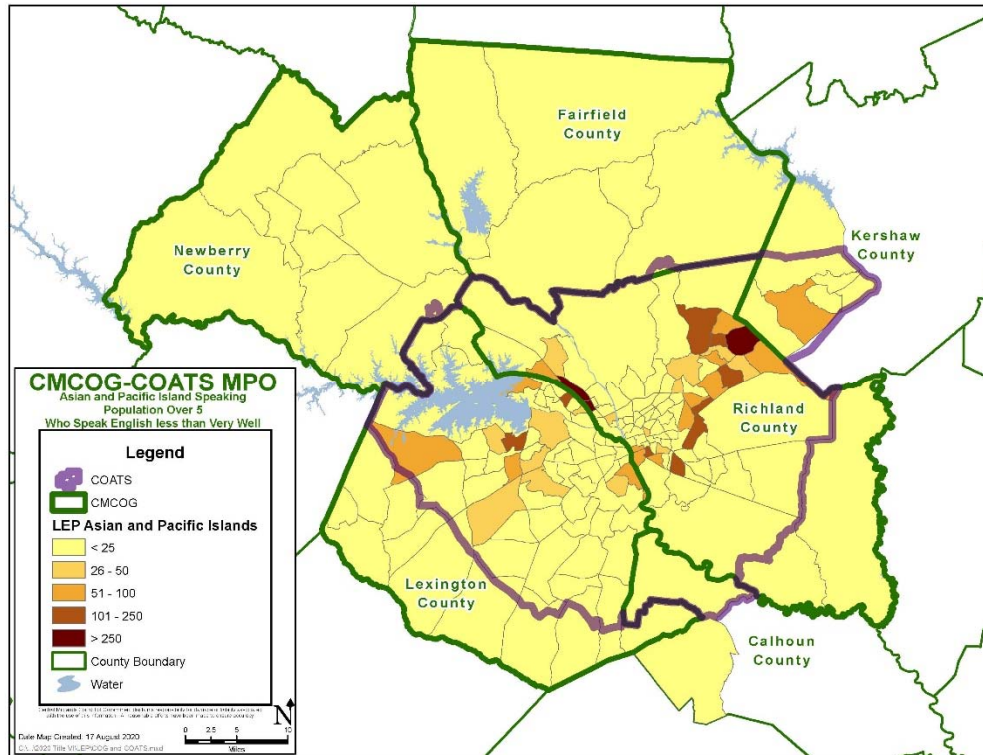 Fairfield
County
Kershaw
County
Newberry
County
Richland
County
Lexington
County
Calhoun
County
CMCOG-COATS MPO
Asian and Pacific Island Speaking
Population Over 5
Who Speak English less than Very Well
Legend
COATS
CMCOG
LEP Asian and Pacific Islands
< 25
26 - 50
51 - 100
101 - 250
> 250
County Boundary
Water
N
Date Map Created: 17 August 2020
0 2.5 5 10
Miles